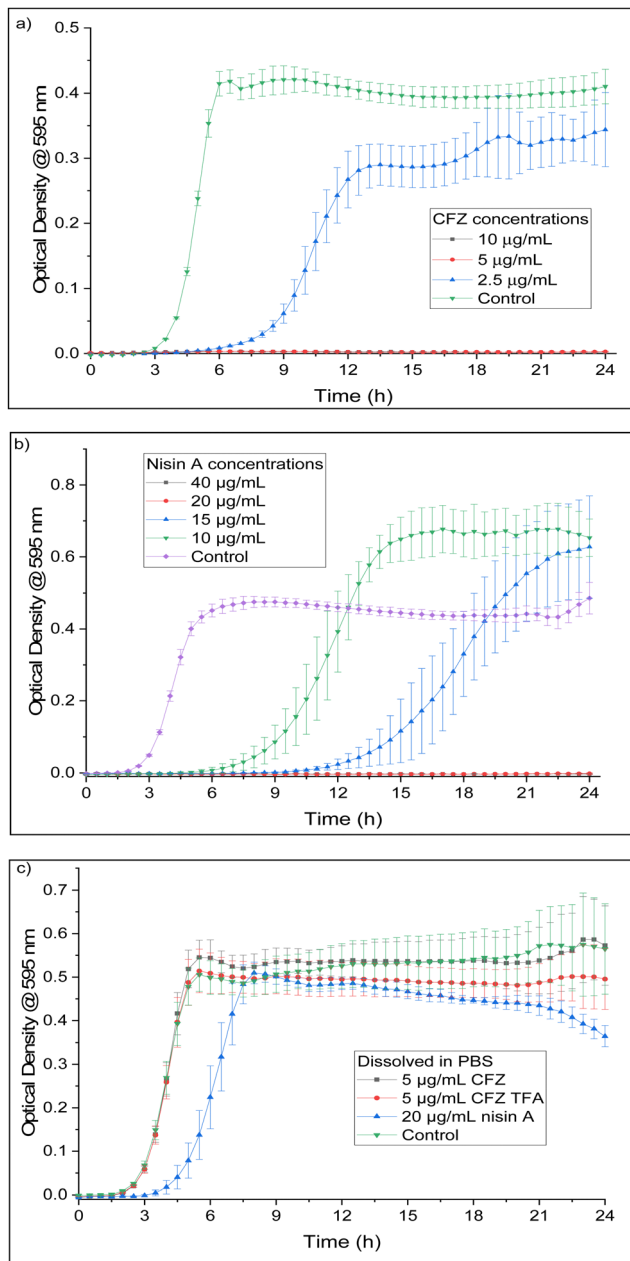 a)
0.5
0.4
0.3
0.2
0.1
0.0
Optical Density @ 595 nm
CFZ concentrations
10 μg/mL
5 μg/mL
2.5 μg/mL
Control
0 3 6 9 12 15 18 21 24
Time (h)
b)
0.8
0.6
0.4
0.2
0.0
Optical Density @ 595 nm
Nisin A concentrations
40 µg/mL
20 µg/mL
15 µg/mL
10 µg/mL
Control
0 3 6 9 12 15 18 21 24
Time (h)
c)
0.7
0.6
0.5
0.4
0.3
0.2
0.1
0.0
Optical Density @ 595 nm
Dissolved in PBS
5 µg/mL CFZ
5 µg/mL CFZ TFA
20 µg/mL nisin A
Control
0 3 6 9 12 15 18 21 24
Time (h)